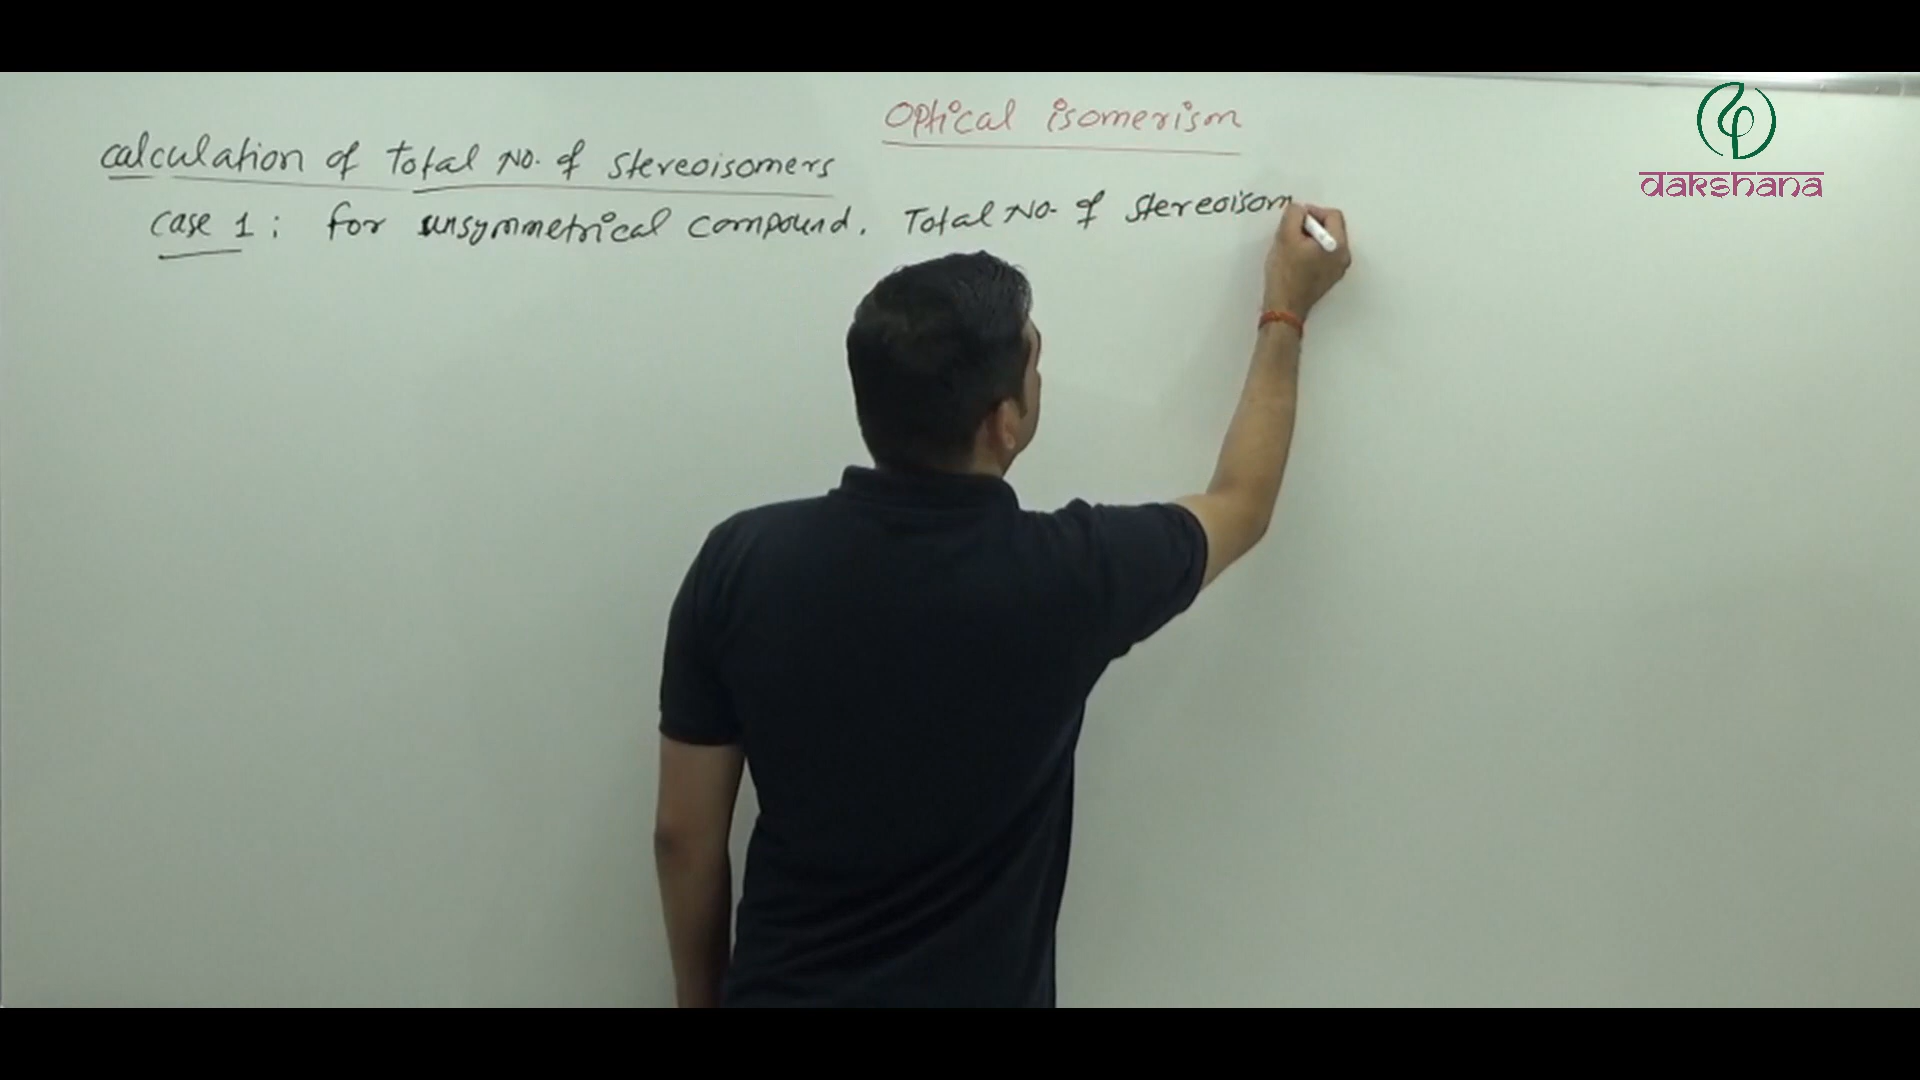 Optical isomerism
calculation of Total No. of stereoisomers
case 1 : for unsymmetrical compound. Total No. of stereoisom
dakshana